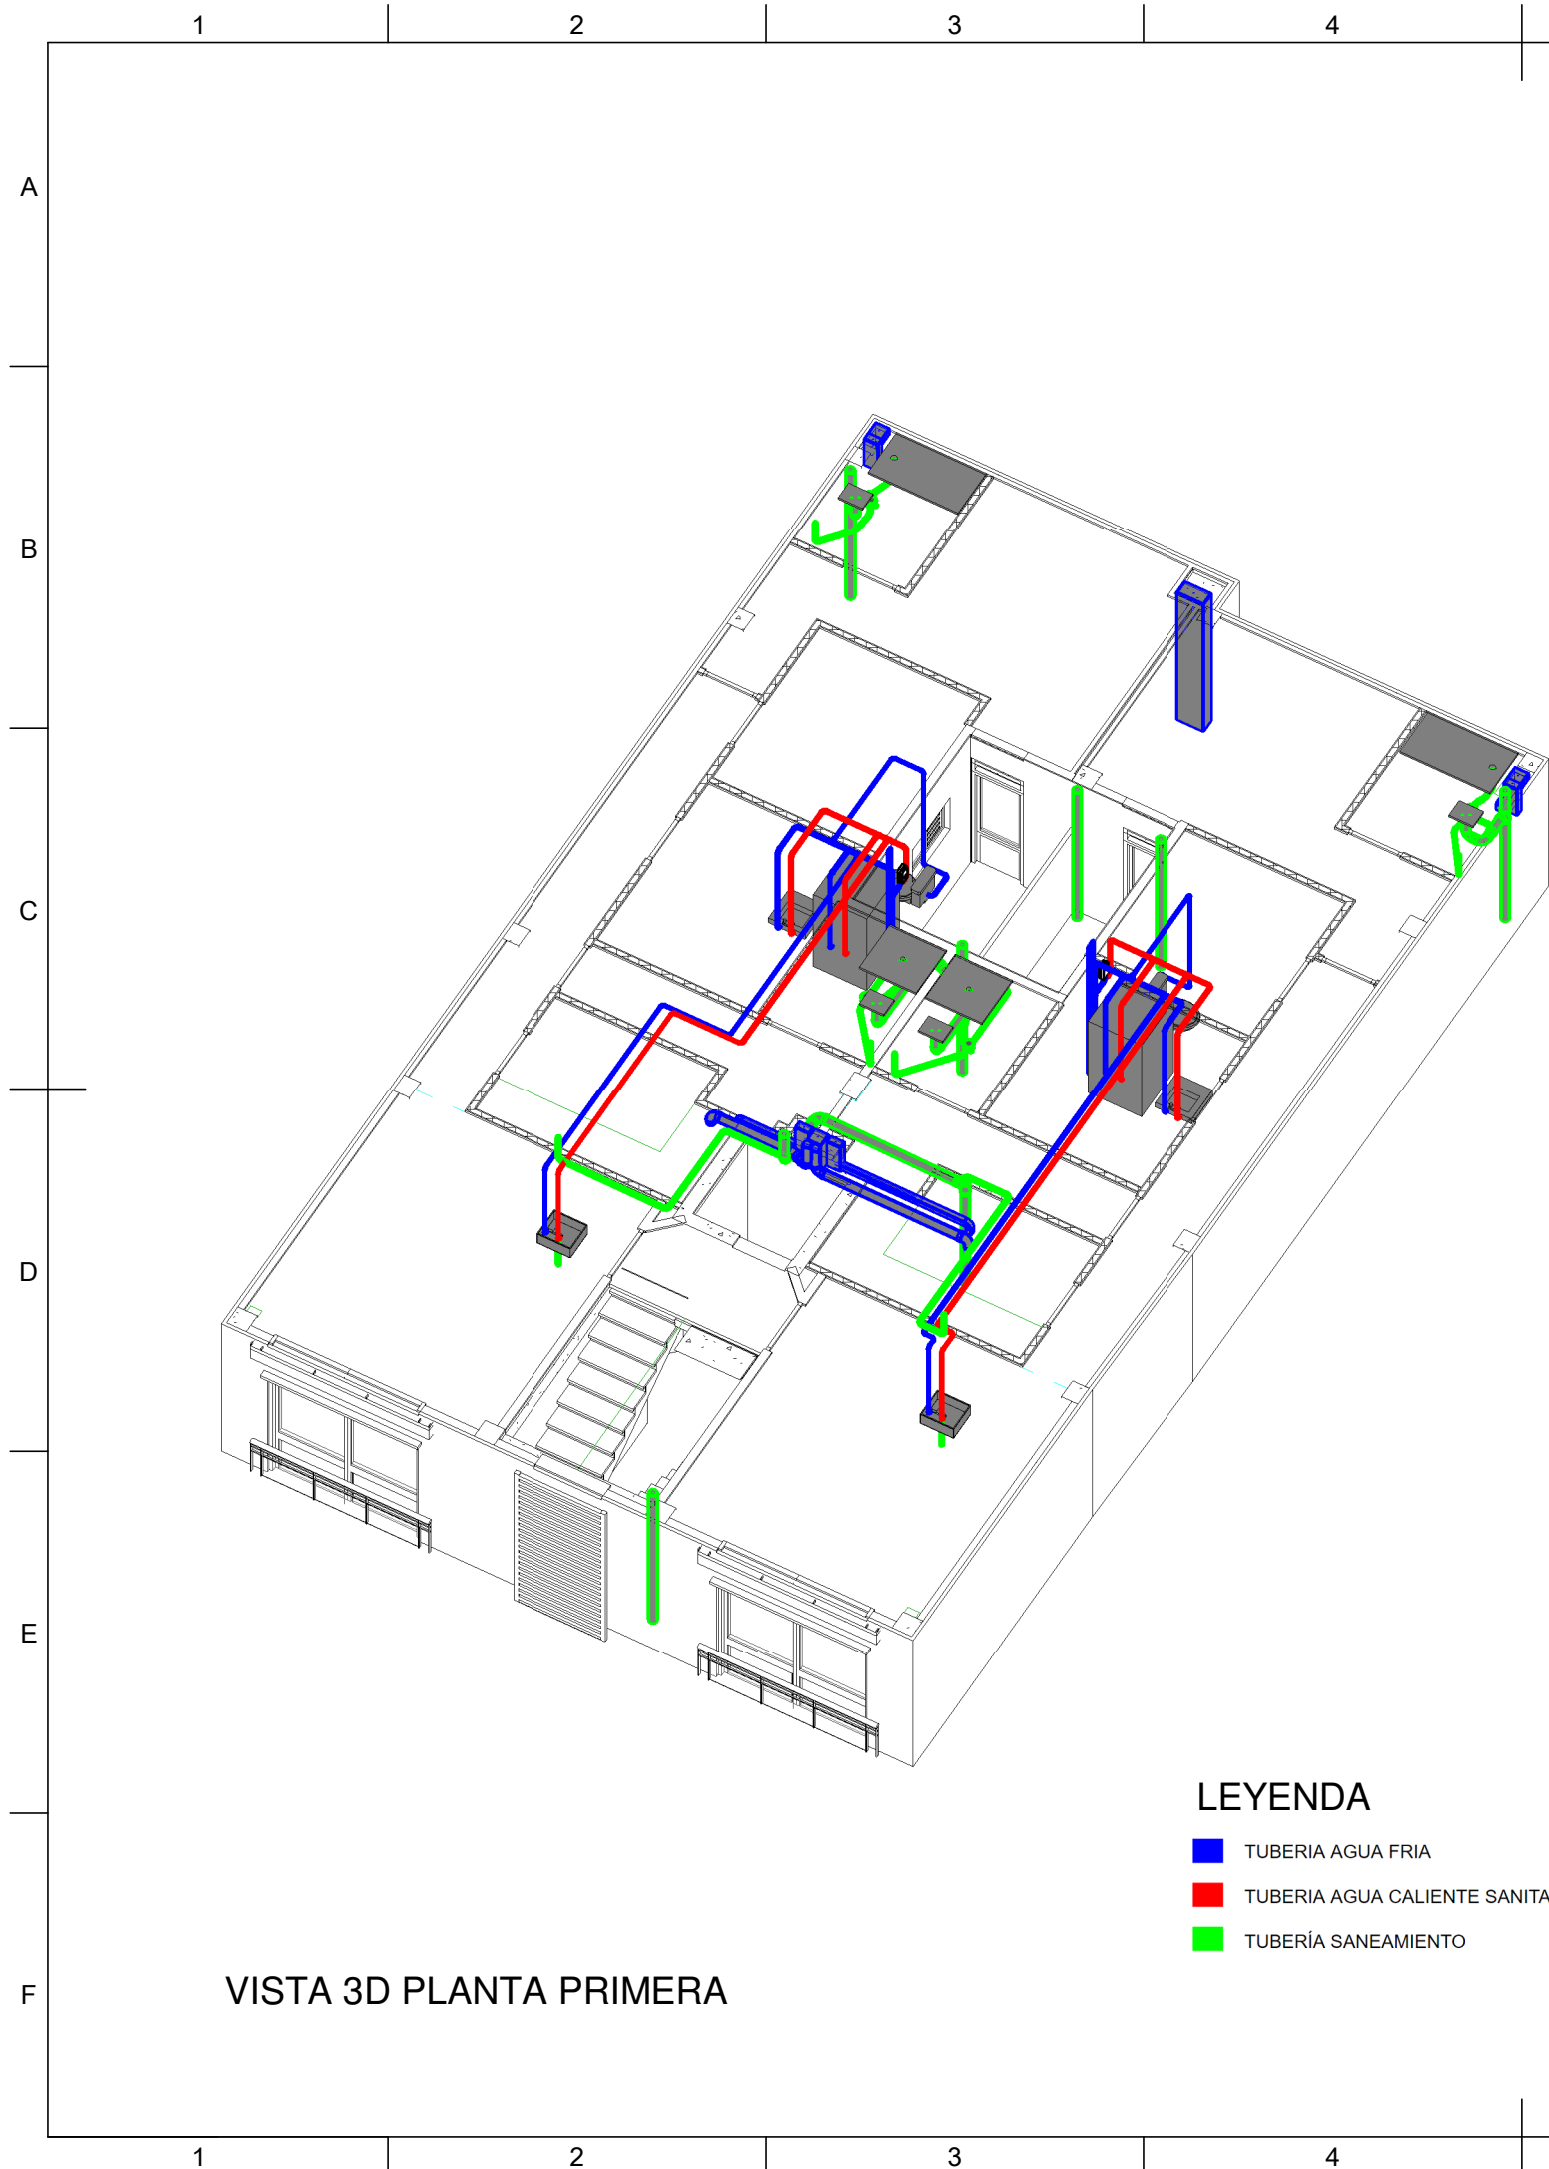 1 2 3 4
A
B
C
D
E
F
LEYENDA
TUBERIA AGUA FRIA
TUBERIA AGUA CALIENTE SANITA
TUBERÍA SANEAMIENTO
VISTA 3D PLANTA PRIMERA
1 2 3 4